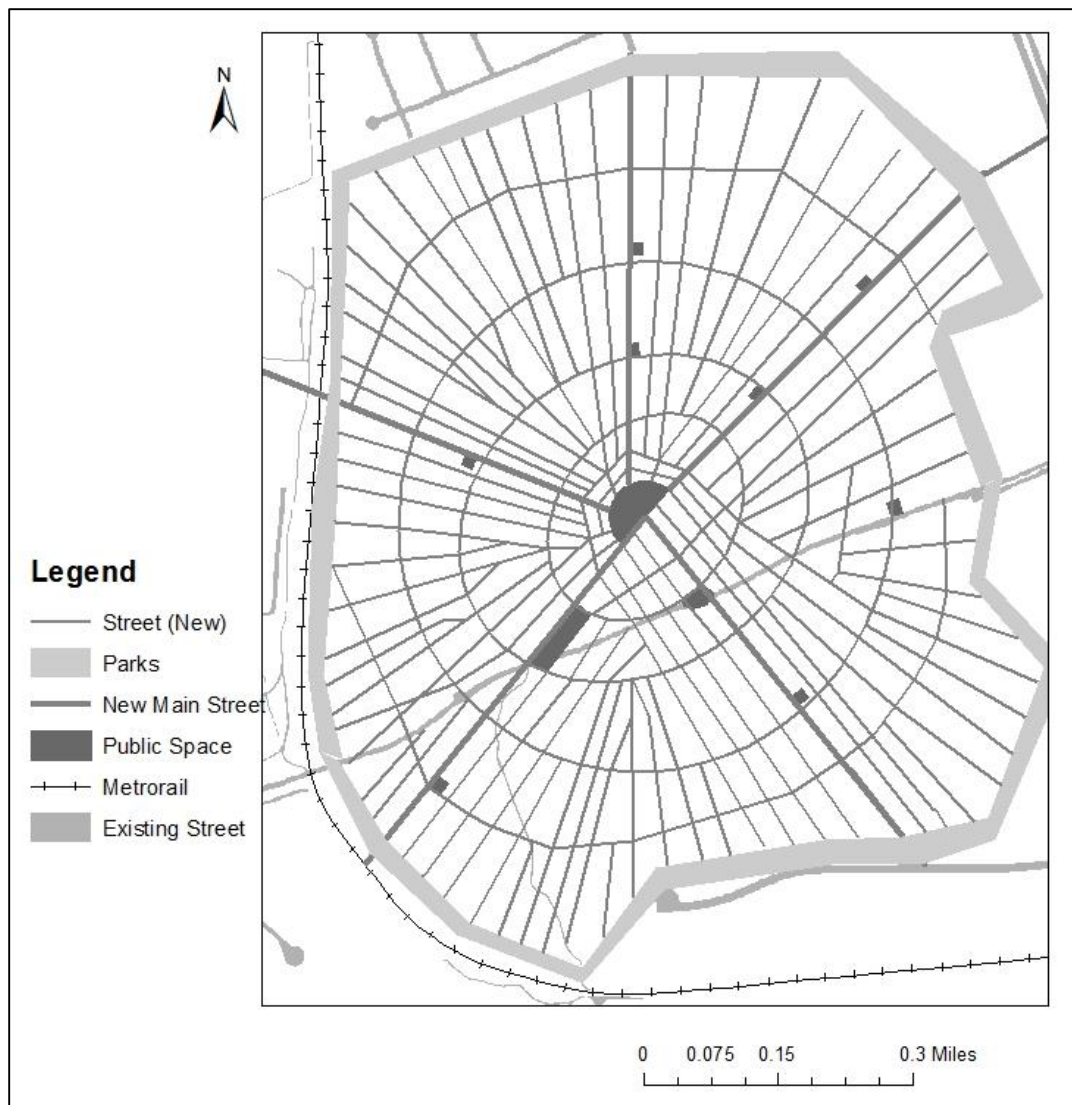 N
Legend
Street (New)
Parks
New Main Street
Public Space
Metrorail
Existing Street
0 0.075 0.15 0.3 Miles